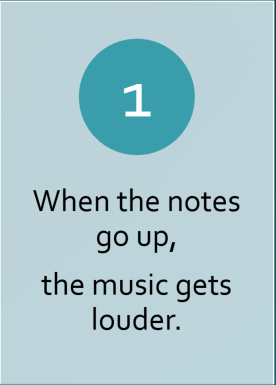 1
When the notes
go up,
the music gets
louder.